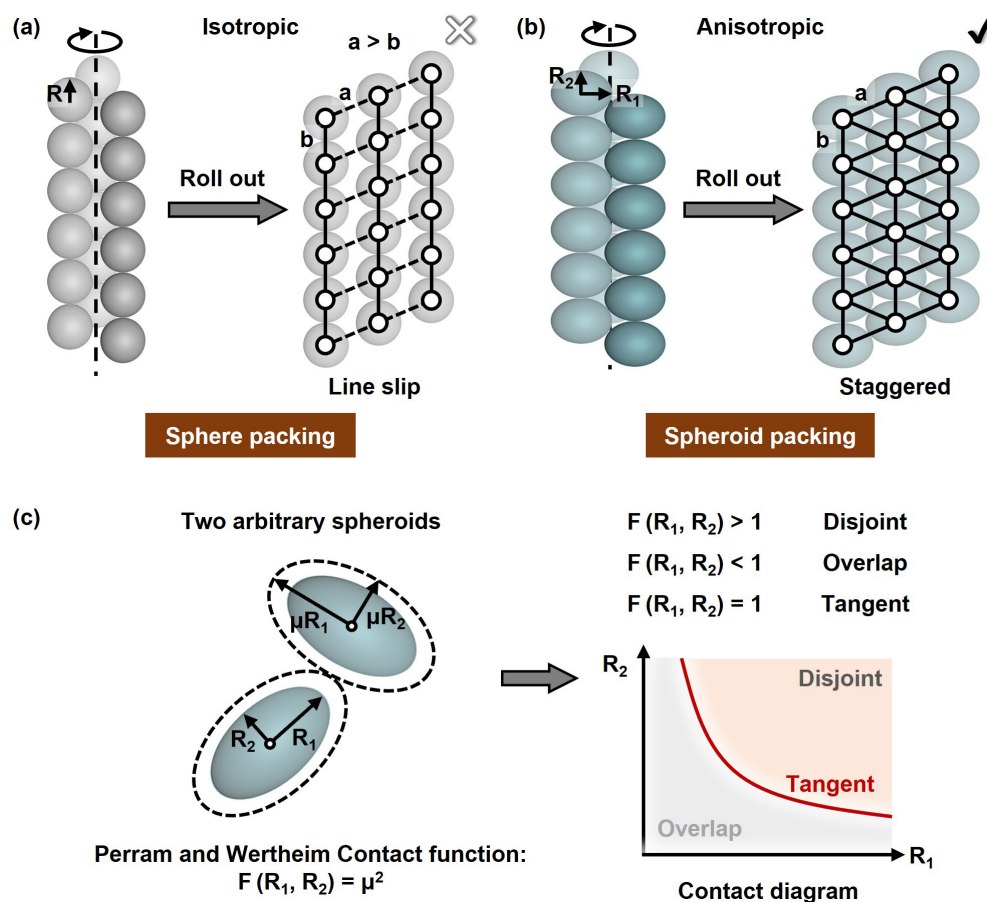 (a)
Isotropic
a > b
R
a
b
Roll out
Line slip
Sphere packing
(b)
Anisotropic
R₂
R₁
a
b
Roll out
Staggered
Spheroid packing
(c)
Two arbitrary spheroids
μR₁
μR₂
R₂
R₁
Perram and Wertheim Contact function:
F (R₁, R₂) = μ²
F (R₁, R₂) > 1 Disjoint
F (R₁, R₂) < 1 Overlap
F (R₁, R₂) = 1 Tangent
R₂
Disjoint
Tangent
Overlap
R₁
Contact diagram